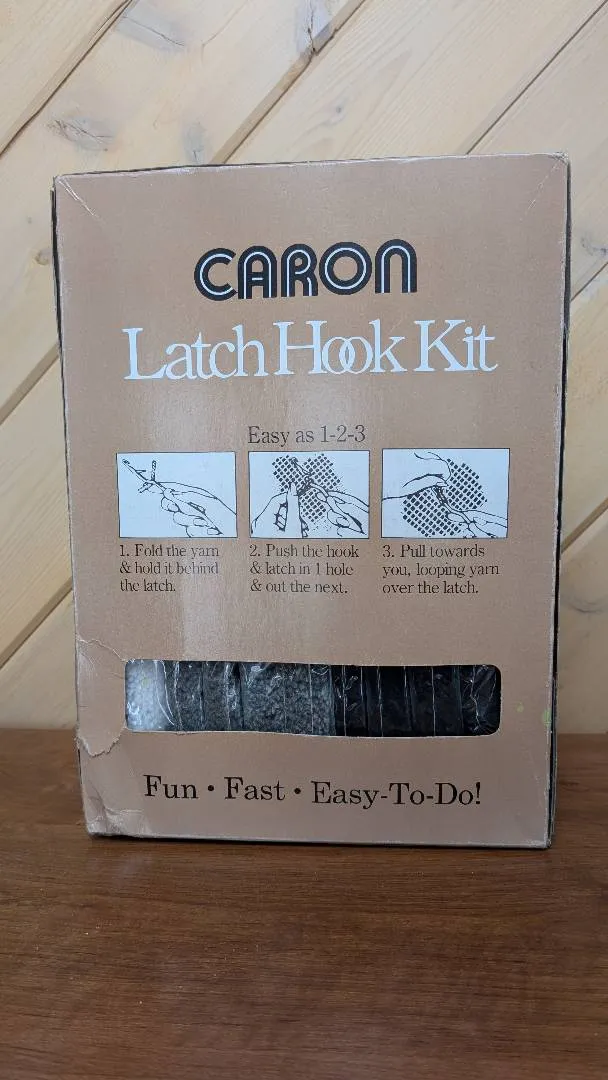 CARON
Latch Hook Kit
Easy as 1-2-3
1. Fold the yarn
& hold it behind
the latch.
2. Push the hook
& latch in 1 hole
& out the next.
3. Pull towards
you, looping yarn
over the latch.
Fun • Fast • Easy-To-Do!